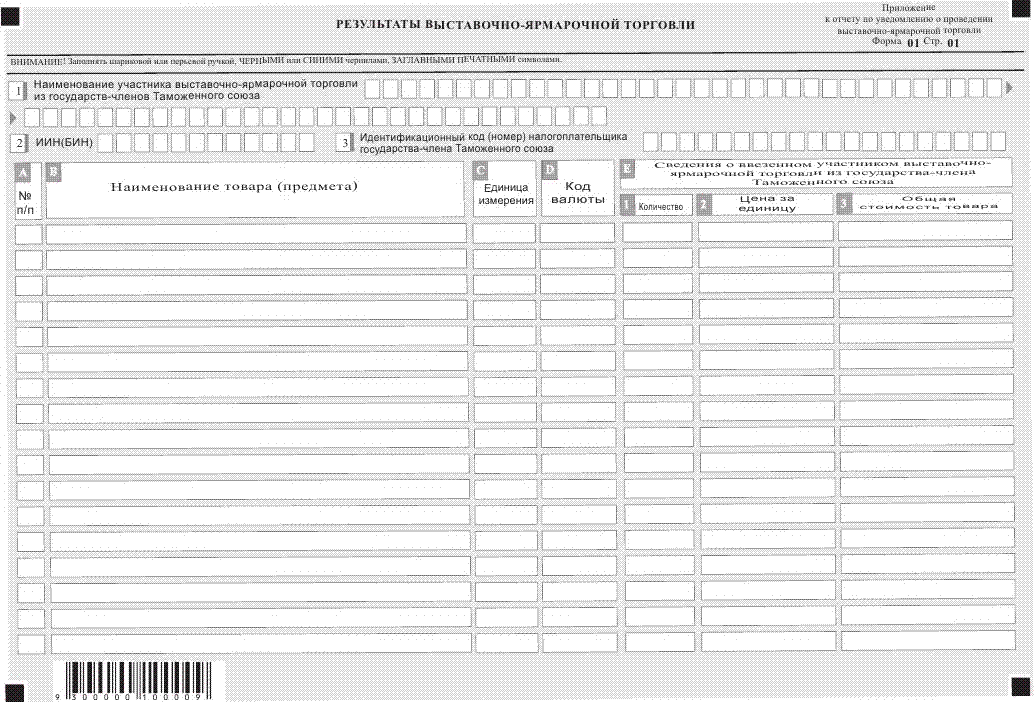 Приложение
к отчету по уведомлению о проведении
РЕЗУЛЬТАТЫ ВЫСТАВОЧНО-ЯРМАРОЧНОЙ ТОРГОВЛИ
выставочно-ярмарочной торговли
Форма 01 Стр. 01
ВНИМАНИЕ! Заполнять шариковой или перьевой ручкой, ЧЕРНЫМИ или СИНИМИ чернилами, ЗАГЛАВНЫМИ ПЕЧАТНЫМИ символами.
1 Наименование участника выставочно-ярмарочной торговли
из государств-членов Таможенного союза
2 ИИН(БИН)
3 Идентификационный код (номер) налогоплательщика
государства-члена Таможенного союза
A
№
п/п
B
Наименование товара (предмета)
C
Единица
измерения
D
Код
валюты
E
Сведения о ввезенном участником выставочно-
ярмарочной торговли из государства-члена
Таможенного союза
1 Количество
2 Цена за
единицу
3 Общая
стоимость товара
9 300000 100009